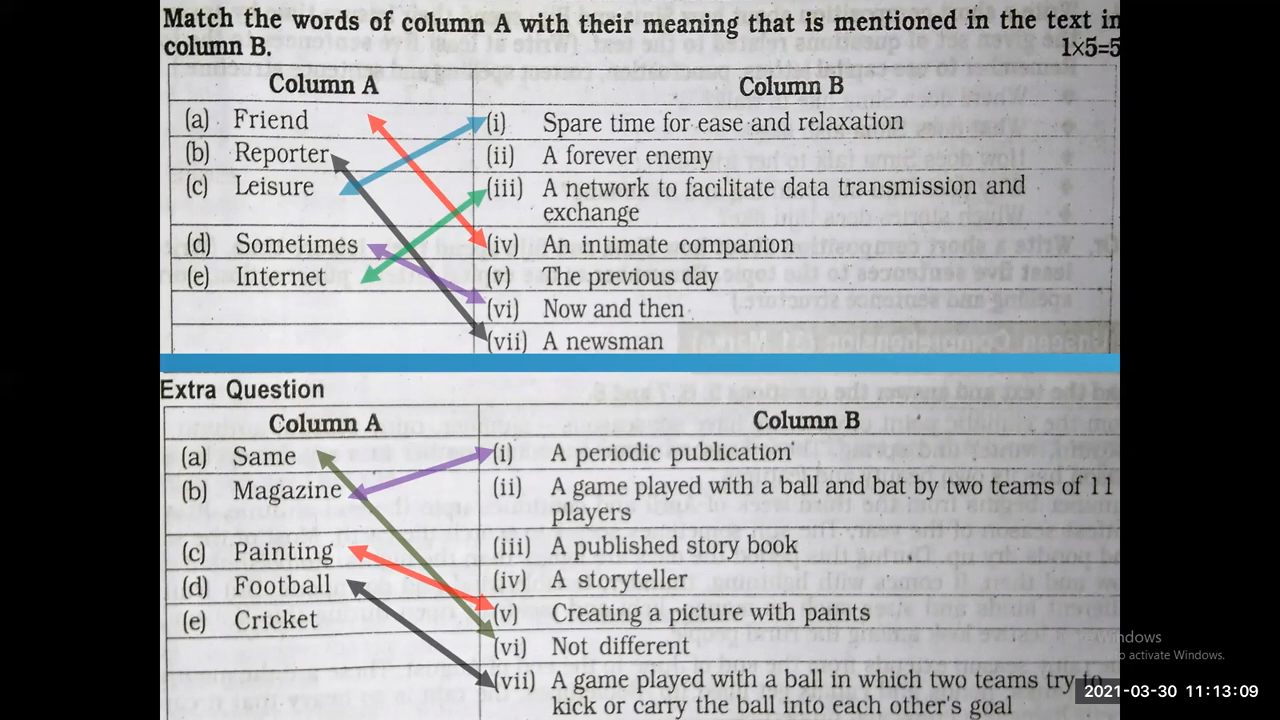 Match the words of column A with their meaning that is mentioned in the text in
column B. 1×5=5
Column A Column B
(a) Friend (i) Spare time for ease and relaxation
(b) Reporter (ii) A forever enemy
(c) Leisure (iii) A network to facilitate data transmission and
exchange
(d) Sometimes (iv) An intimate companion
(e) Internet (v) The previous day
(vi) Now and then
(vii) A newsman
Extra Question
Column A Column B
(a) Same (i) A periodic publication
(b) Magazine (ii) A game played with a ball and bat by two teams of 11
players
(c) Painting (iii) A published story book
(d) Football (iv) A storyteller
(e) Cricket (v) Creating a picture with paints
(vi) Not different
(vii) A game played with a ball in which two teams try to
kick or carry the ball into each other's goal
Windows
to activate Windows.
2021-03-30 11:13:09